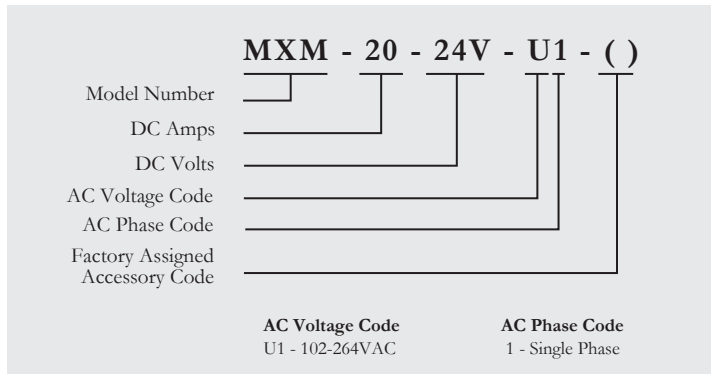 MXM - 20 - 24V - U1 - ( )
Model Number
DC Amps
DC Volts
AC Voltage Code
AC Phase Code
Factory Assigned
Accessory Code
AC Voltage Code
U1 - 102-264VAC
AC Phase Code
1 - Single Phase